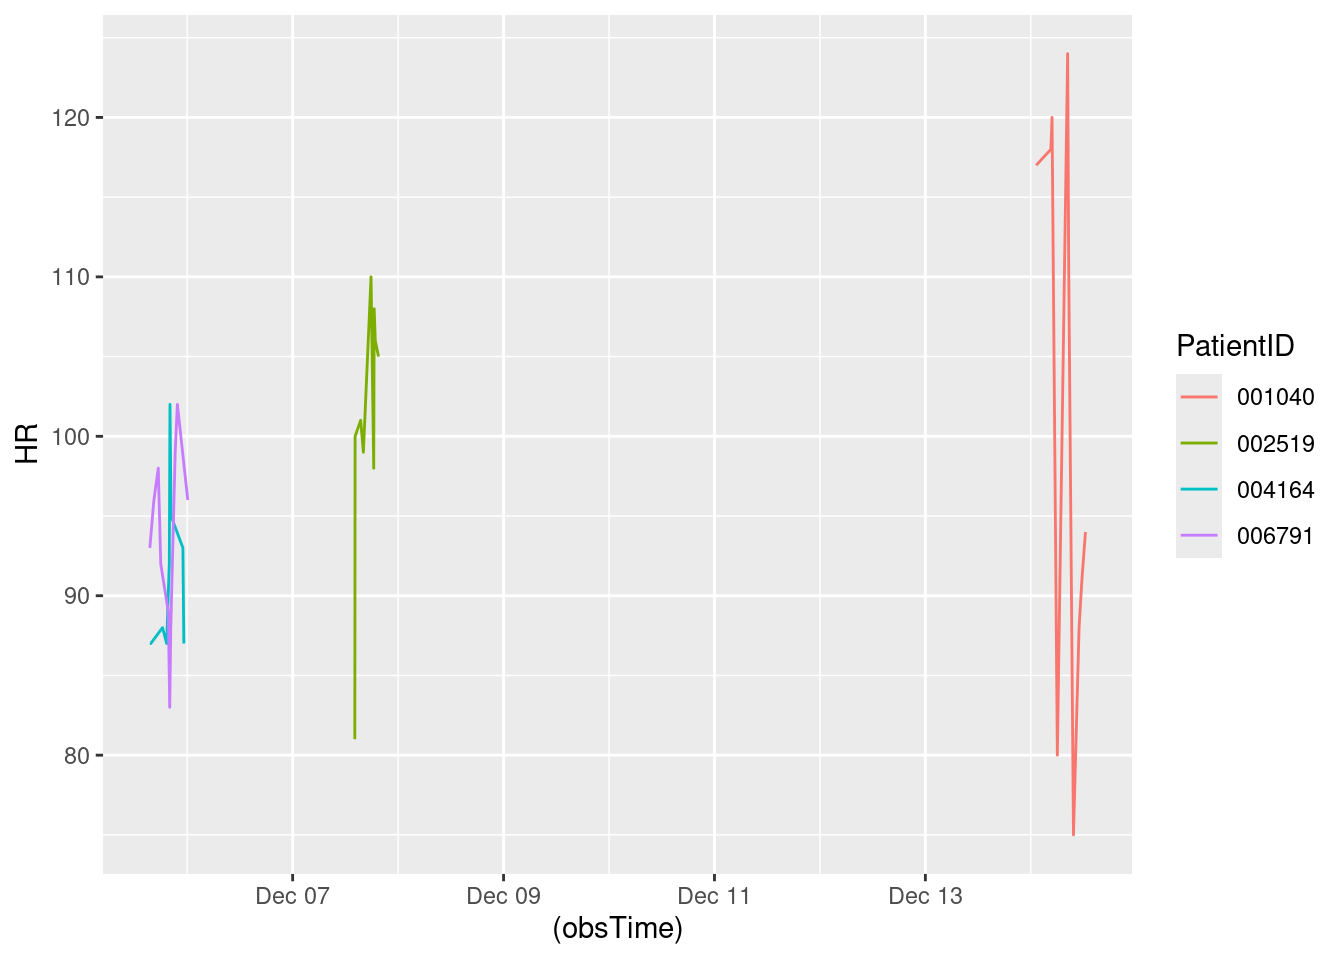 120
110
100
90
80
HR
Dec 07
Dec 09
Dec 11
Dec 13
(obsTime)
PatientID
001040
002519
004164
006791